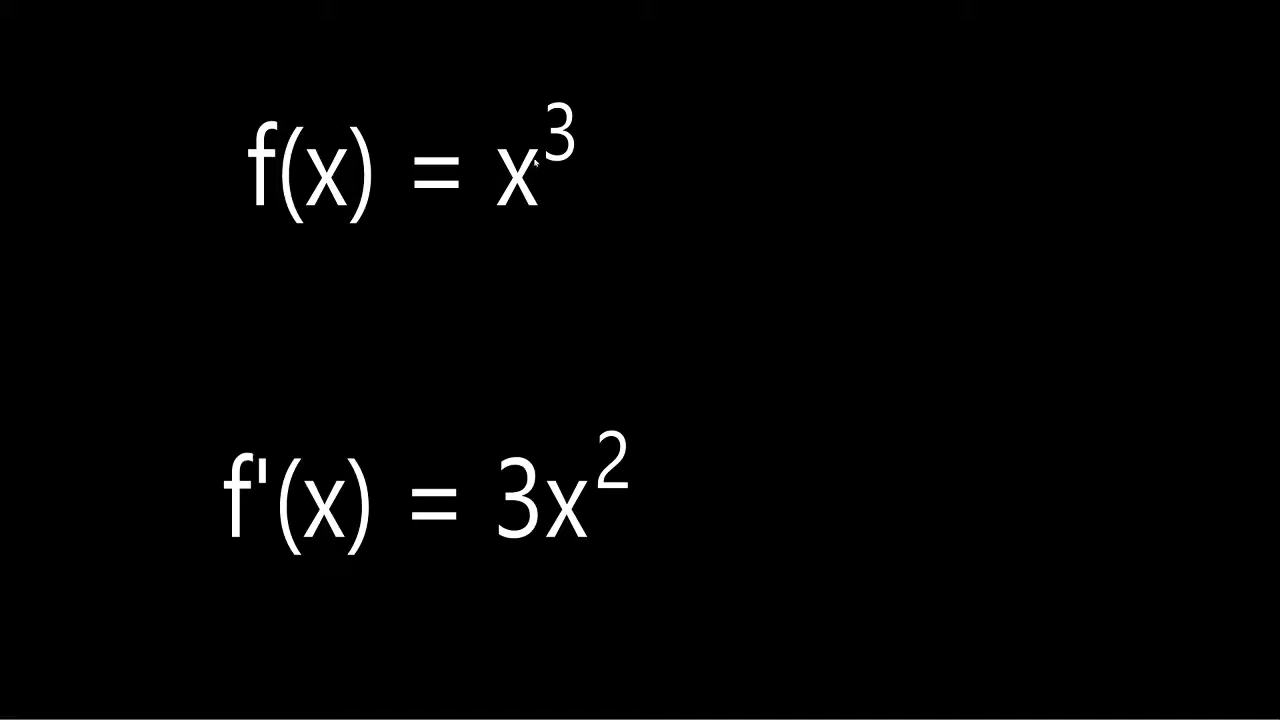 f(x) = x³
f'(x) = 3x²